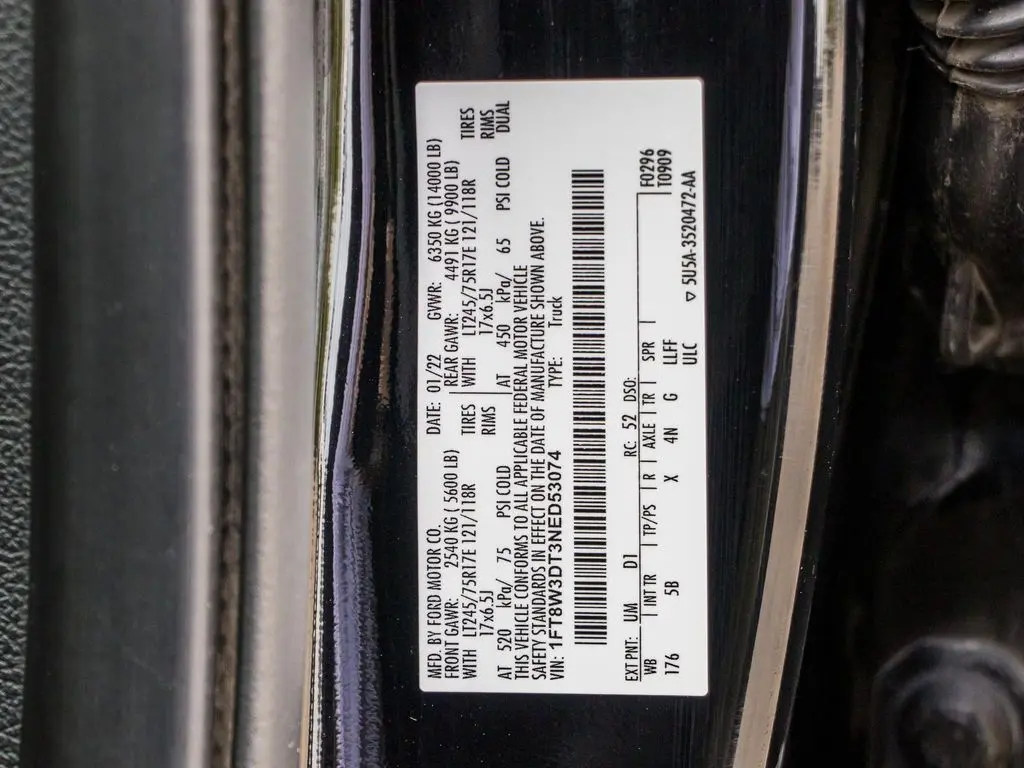 MFD. BY FORD MOTOR CO. DATE: 01/22 GVWR: 6350 KG (14000 LB)
FRONT GAWR: 2540 KG ( 5600 LB) REAR GAWR: 4491 KG ( 9900 LB)
WITH LT245/75R17E 121/118R TIRES WITH LT245/75R17E 121/118R TIRES
17x6.5J RIMS 17x6.5J RIMS
AT 520 kPa/ 75 PSI COLD AT 450 kPa/ 65 PSI COLD DUAL
THIS VEHICLE CONFORMS TO ALL APPLICABLE FEDERAL MOTOR VEHICLE
SAFETY STANDARDS IN EFFECT ON THE DATE OF MANUFACTURE SHOWN ABOVE.
VIN: 1FT8W3DT3NED53074 TYPE: Truck
EXT PNT: UM D1 RC: 52 DSO: F0296
WB INT TR TP/PS R AXLE TR SPR T0909
176 5B X 4N G LLFF
ULC ▽ 5U5A-3520472-AA